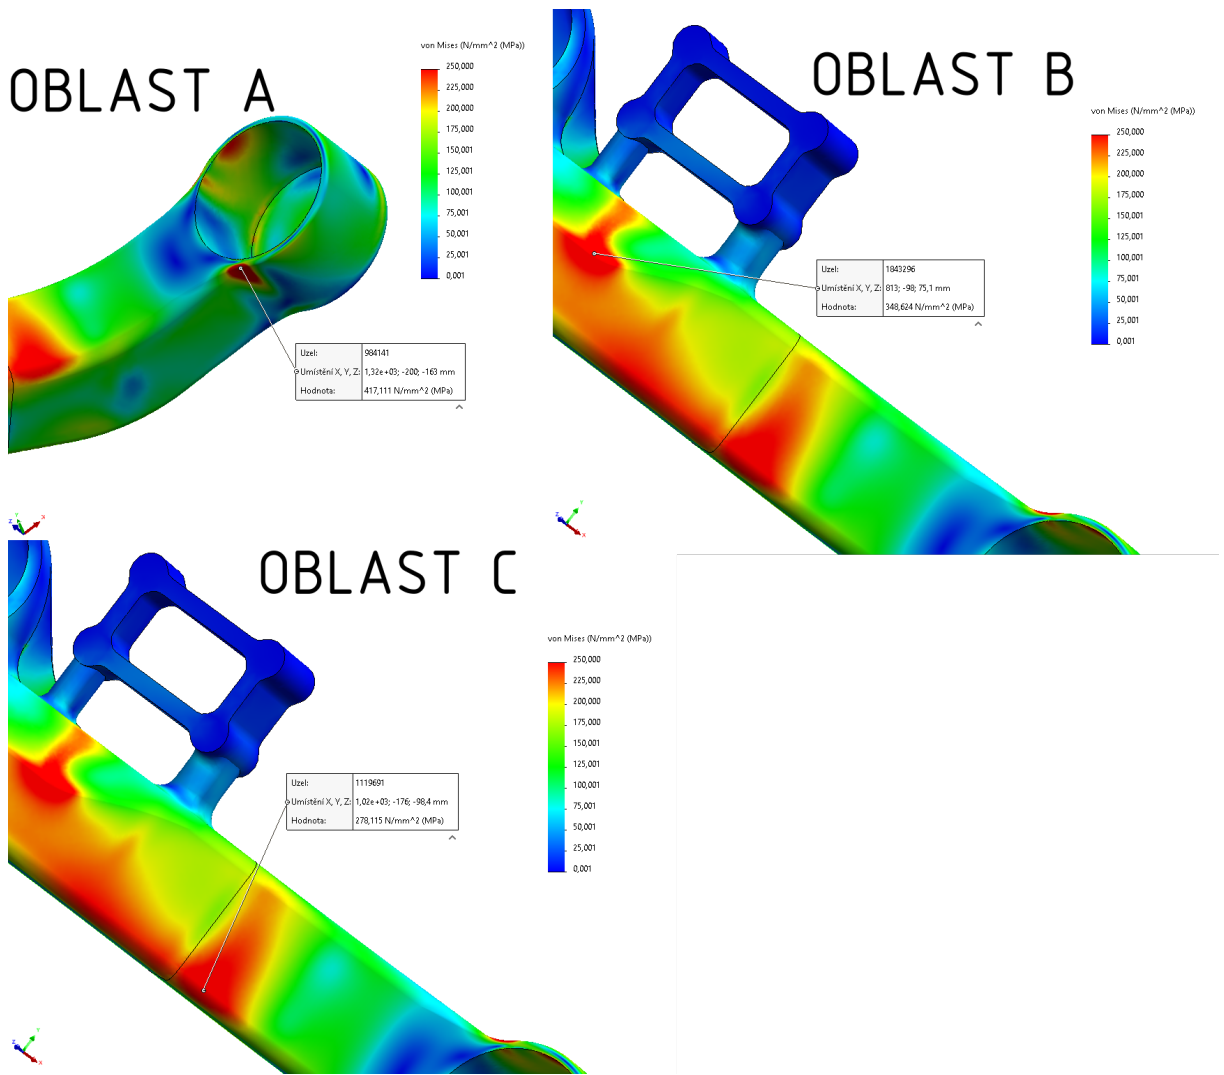 OBLAST A
von Mises (N/mm^2 (MPa))
250,000
225,000
200,000
175,000
150,001
125,001
100,001
75,001
50,001
25,001
0,001
Uzel: 984141
Umístění X, Y, Z: 1,32e+03; -200; -163 mm
Hodnota: 417,111 N/mm^2 (MPa)
Z Y X
OBLAST B
von Mises (N/mm^2 (MPa))
250,000
225,000
200,000
175,000
150,001
125,001
100,001
75,001
50,001
25,001
0,001
Uzel: 1843296
Umístění X, Y, Z: 813; -98; 75,1 mm
Hodnota: 348,624 N/mm^2 (MPa)
Z Y X
OBLAST C
von Mises (N/mm^2 (MPa))
250,000
225,000
200,000
175,000
150,001
125,001
100,001
75,001
50,001
25,001
0,001
Uzel: 1119691
Umístění X, Y, Z: 1,02e+03; -176; -98,4 mm
Hodnota: 278,115 N/mm^2 (MPa)
Z Y X